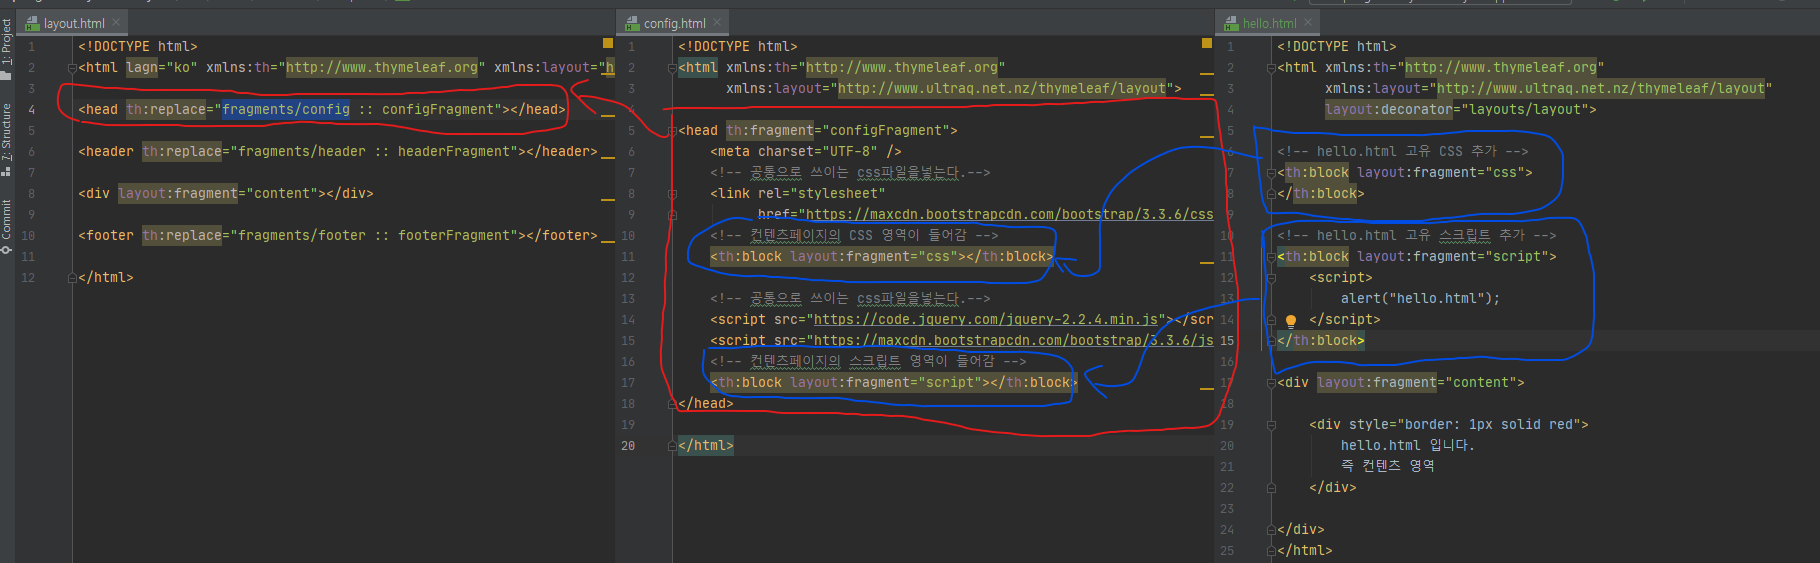 layout.html
config.html
hello.html
1: Project
7: Structure
Commit
1 <!DOCTYPE html>
2 <html lagn="ko" xmlns:th="http://www.thymeleaf.org" xmlns:layout="h
3
4 <head th:replace="fragments/config :: configFragment"></head>
5
6 <header th:replace="fragments/header :: headerFragment"></header>
7
8 <div layout:fragment="content"></div>
9
10 <footer th:replace="fragments/footer :: footerFragment"></footer>
11
12 </html>
1 <!DOCTYPE html>
2 <html xmlns:th="http://www.thymeleaf.org"
3 xmlns:layout="http://www.ultraq.net.nz/thymeleaf/layout">
4
5 <head th:fragment="configFragment">
6 <meta charset="UTF-8" />
7 <!-- 공통으로 쓰이는 css파일을넣는다.-->
8 <link rel="stylesheet"
9 href="https://maxcdn.bootstrapcdn.com/bootstrap/3.3.6/css
10 <!-- 컨텐츠페이지의 CSS 영역이 들어감 -->
11 <th:block layout:fragment="css"></th:block>
12
13 <!-- 공통으로 쓰이는 css파일을넣는다.-->
14 <script src="https://code.jquery.com/jquery-2.2.4.min.js"></scr
15 <script src="https://maxcdn.bootstrapcdn.com/bootstrap/3.3.6/js
16 <!-- 컨텐츠페이지의 스크립트 영역이 들어감 -->
17 <th:block layout:fragment="script"></th:block>
18 </head>
19
20 </html>
1 <!DOCTYPE html>
2 <html xmlns:th="http://www.thymeleaf.org"
3 xmlns:layout="http://www.ultraq.net.nz/thymeleaf/layout"
4 layout:decorator="layouts/layout">
5
6 <!-- hello.html 고유 CSS 추가 -->
7 <th:block layout:fragment="css">
8 </th:block>
9
10 <!-- hello.html 고유 스크립트 추가 -->
11 <th:block layout:fragment="script">
12 <script>
13 alert("hello.html");
14 </script>
15 </th:block>
16
17 <div layout:fragment="content">
18
19 <div style="border: 1px solid red">
20 hello.html 입니다.
21 즉 컨텐츠 영역
22 </div>
23
24 </div>
25 </html>